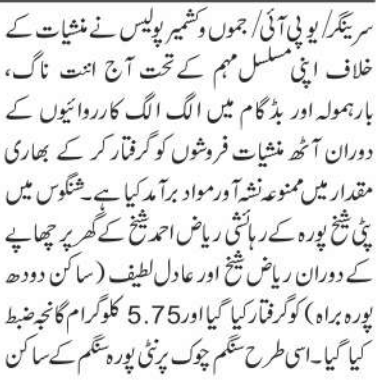 سرینگر/یو پی آئی/ جموں وکشمیر پولیس نے منشیات کے
خلاف اپنی مسلسل مہم کے تحت آج اننت ناگ،
بارہمولہ اور بڈگام میں الگ الگ کارروائیوں کے
دوران آٹھ منشیات فروشوں کو گرفتار کر کے بھاری
مقدار میں ممنوعہ نشہ آور مواد برآمد کیا ہے۔ شنگوس میں
پٹی شیخ پورہ کے رہائشی ریاض احمد شیخ کے گھر پر چھاپے
کے دوران ریاض شیخ اور عادل لطیف (ساکن دودھ
پورہ براہ) کو گرفتار کیا گیا اور 5.75 کلوگرام گانجہ ضبط
کیا گیا۔ اسی طرح سنگم چوک پر نئی پورہ سنگم کے ساکن